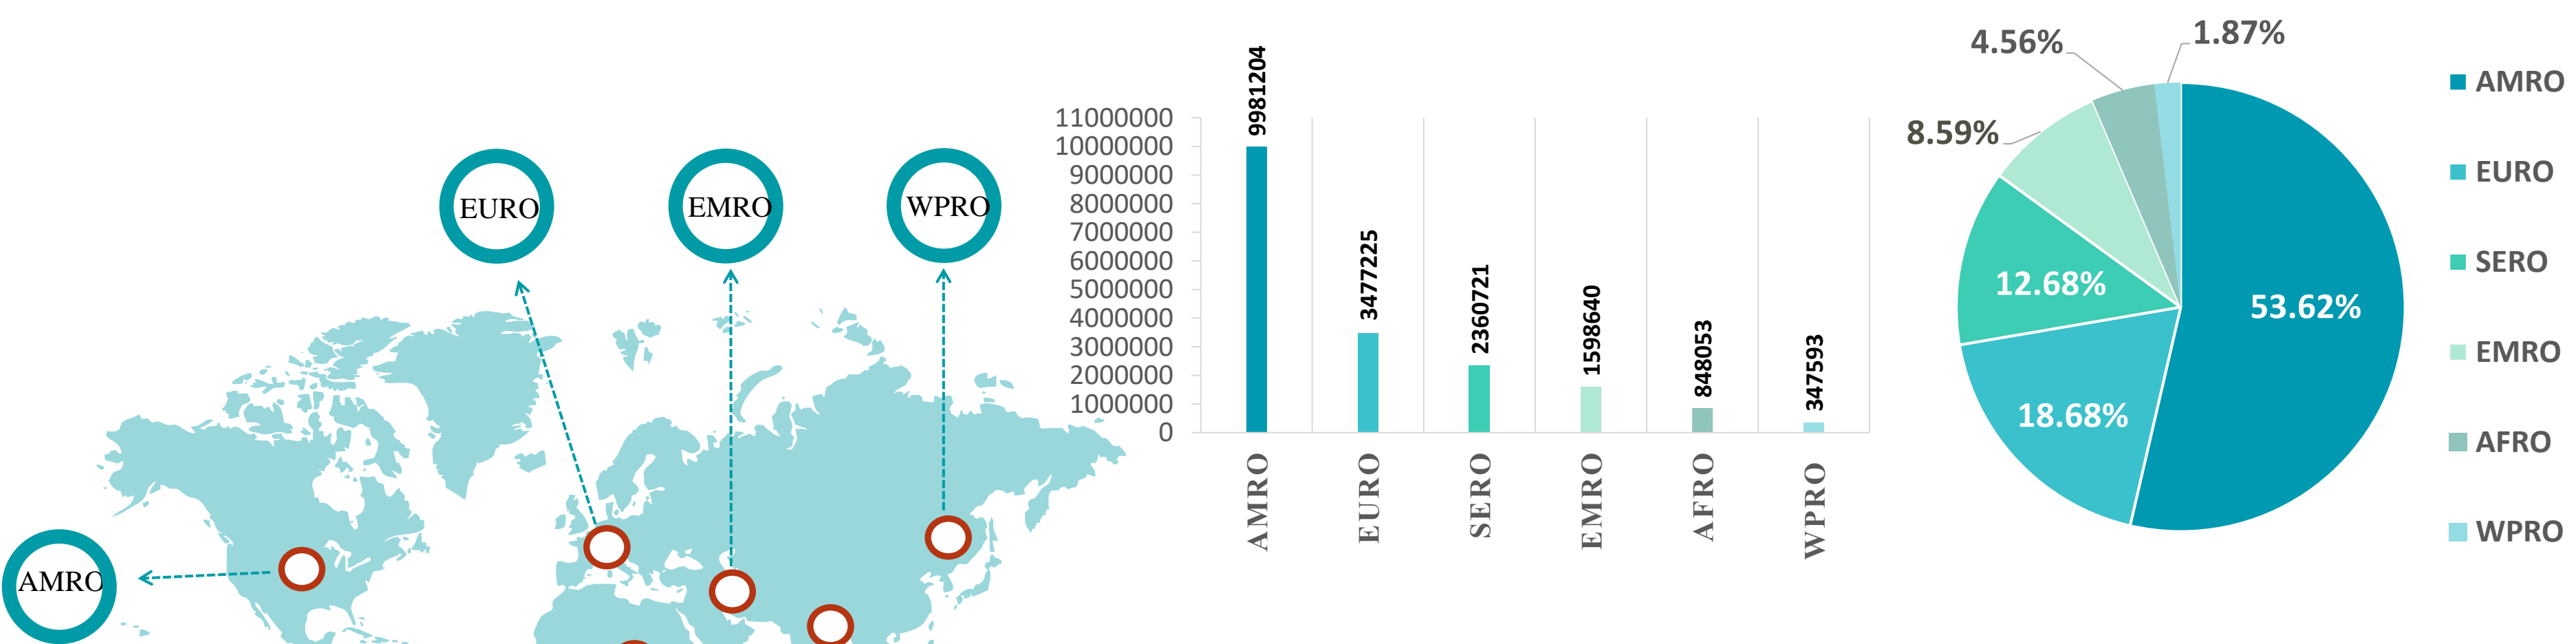 EURO
EMRO
WPRO
AMRO
11000000
10000000
9000000
8000000
7000000
6000000
5000000
4000000
3000000
2000000
1000000
0
9981204
3477225
2360721
1598640
848053
347593
AMRO
EURO
SERO
EMRO
AFRO
WPRO
4.56%
1.87%
8.59%
12.68%
53.62%
18.68%
AMRO
EURO
SERO
EMRO
AFRO
WPRO